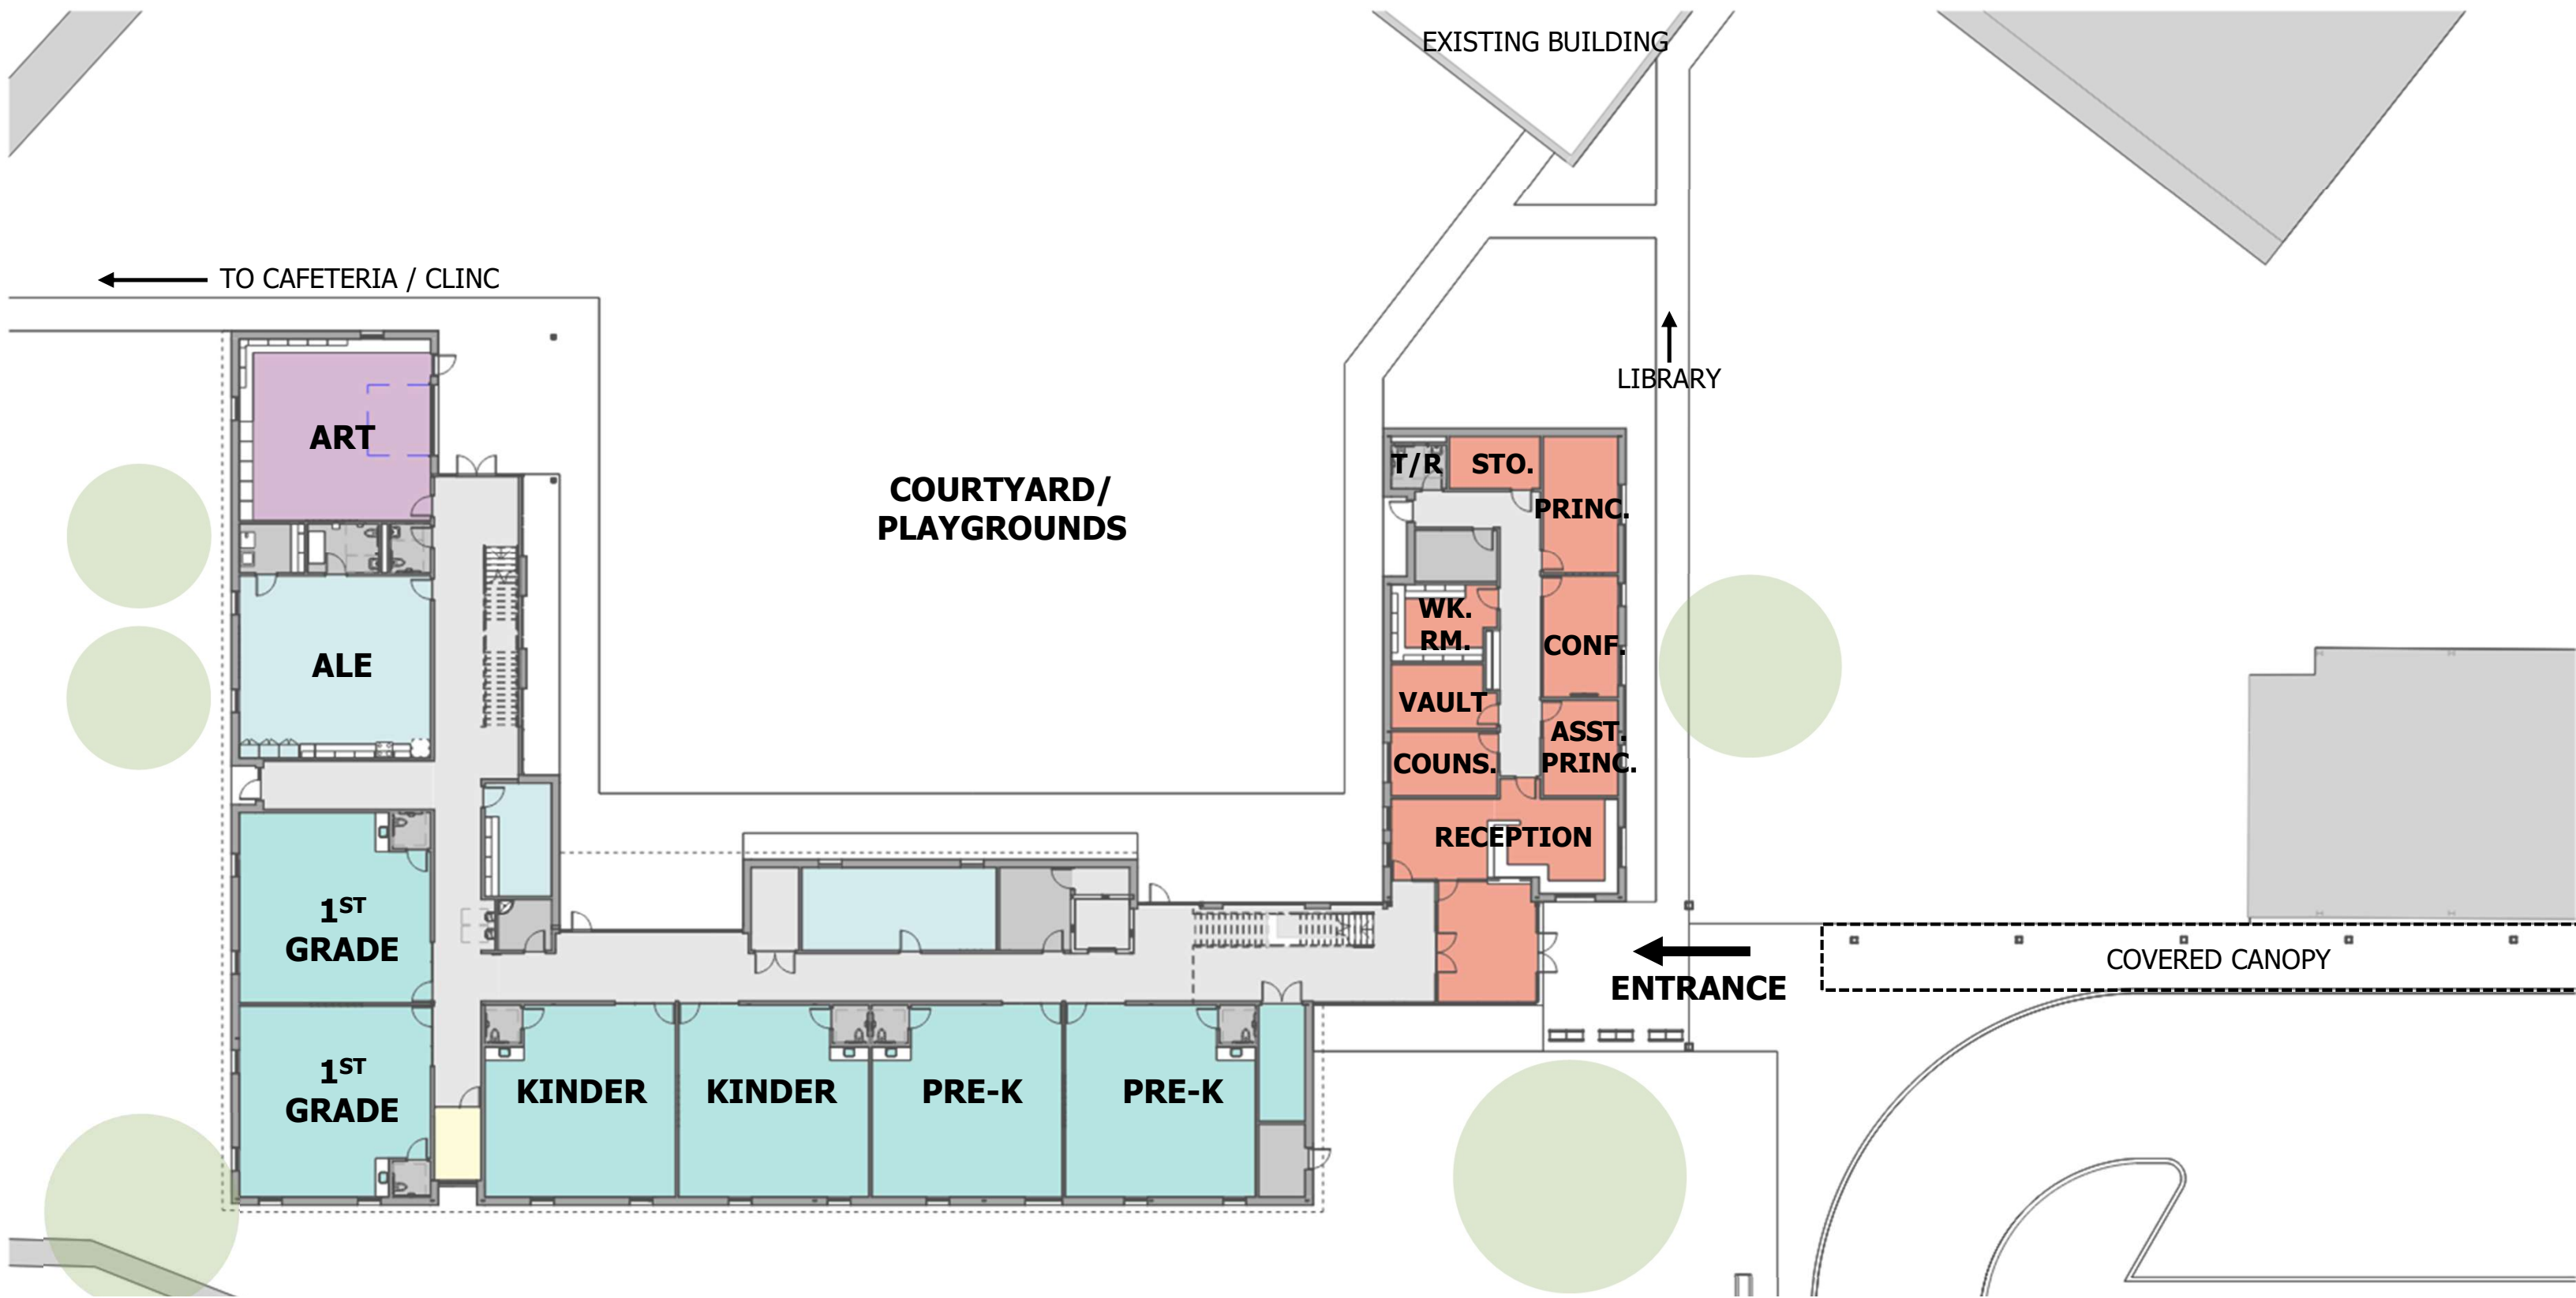 EXISTING BUILDING
TO CAFETERIA / CLINC
LIBRARY
ART
COURTYARD/
PLAYGROUNDS
T/R
STO.
PRINC.
WK.
RM.
CONF.
ALE
VAULT
ASST.
PRINC.
COUNS.
RECEPTION
1ST
GRADE
COVERED CANOPY
ENTRANCE
1ST
GRADE
KINDER
KINDER
PRE-K
PRE-K